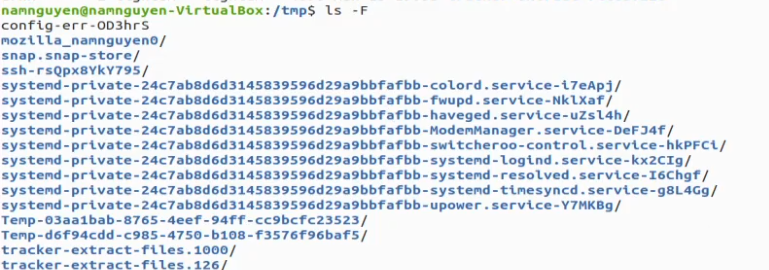 namnguyen@namnguyen-VirtualBox:/tmp$ ls -F
config-err-OD3hrS
mozilla_namnguyen0/
snap.snap-store/
ssh-rsQpx8YkY795/
systemd-private-24c7ab8d6d3145839596d29a9bbfafbb-colord.service-i7eApj/
systemd-private-24c7ab8d6d3145839596d29a9bbfafbb-fwupd.service-NklXaf/
systemd-private-24c7ab8d6d3145839596d29a9bbfafbb-haveged.service-uZsl4h/
systemd-private-24c7ab8d6d3145839596d29a9bbfafbb-ModemManager.service-DeFJ4f/
systemd-private-24c7ab8d6d3145839596d29a9bbfafbb-switcheroo-control.service-hkPFCi/
systemd-private-24c7ab8d6d3145839596d29a9bbfafbb-systemd-logind.service-kx2CIg/
systemd-private-24c7ab8d6d3145839596d29a9bbfafbb-systemd-resolved.service-I6Chgf/
systemd-private-24c7ab8d6d3145839596d29a9bbfafbb-systemd-timesyncd.service-g8L4Gg/
systemd-private-24c7ab8d6d3145839596d29a9bbfafbb-upower.service-Y7MKBg/
Temp-03aa1bab-8765-4eef-94ff-cc9bcfc23523/
Temp-d6f94cdd-c985-4750-b108-f3576f96baf5/
tracker-extract-files.1000/
tracker-extract-files.126/